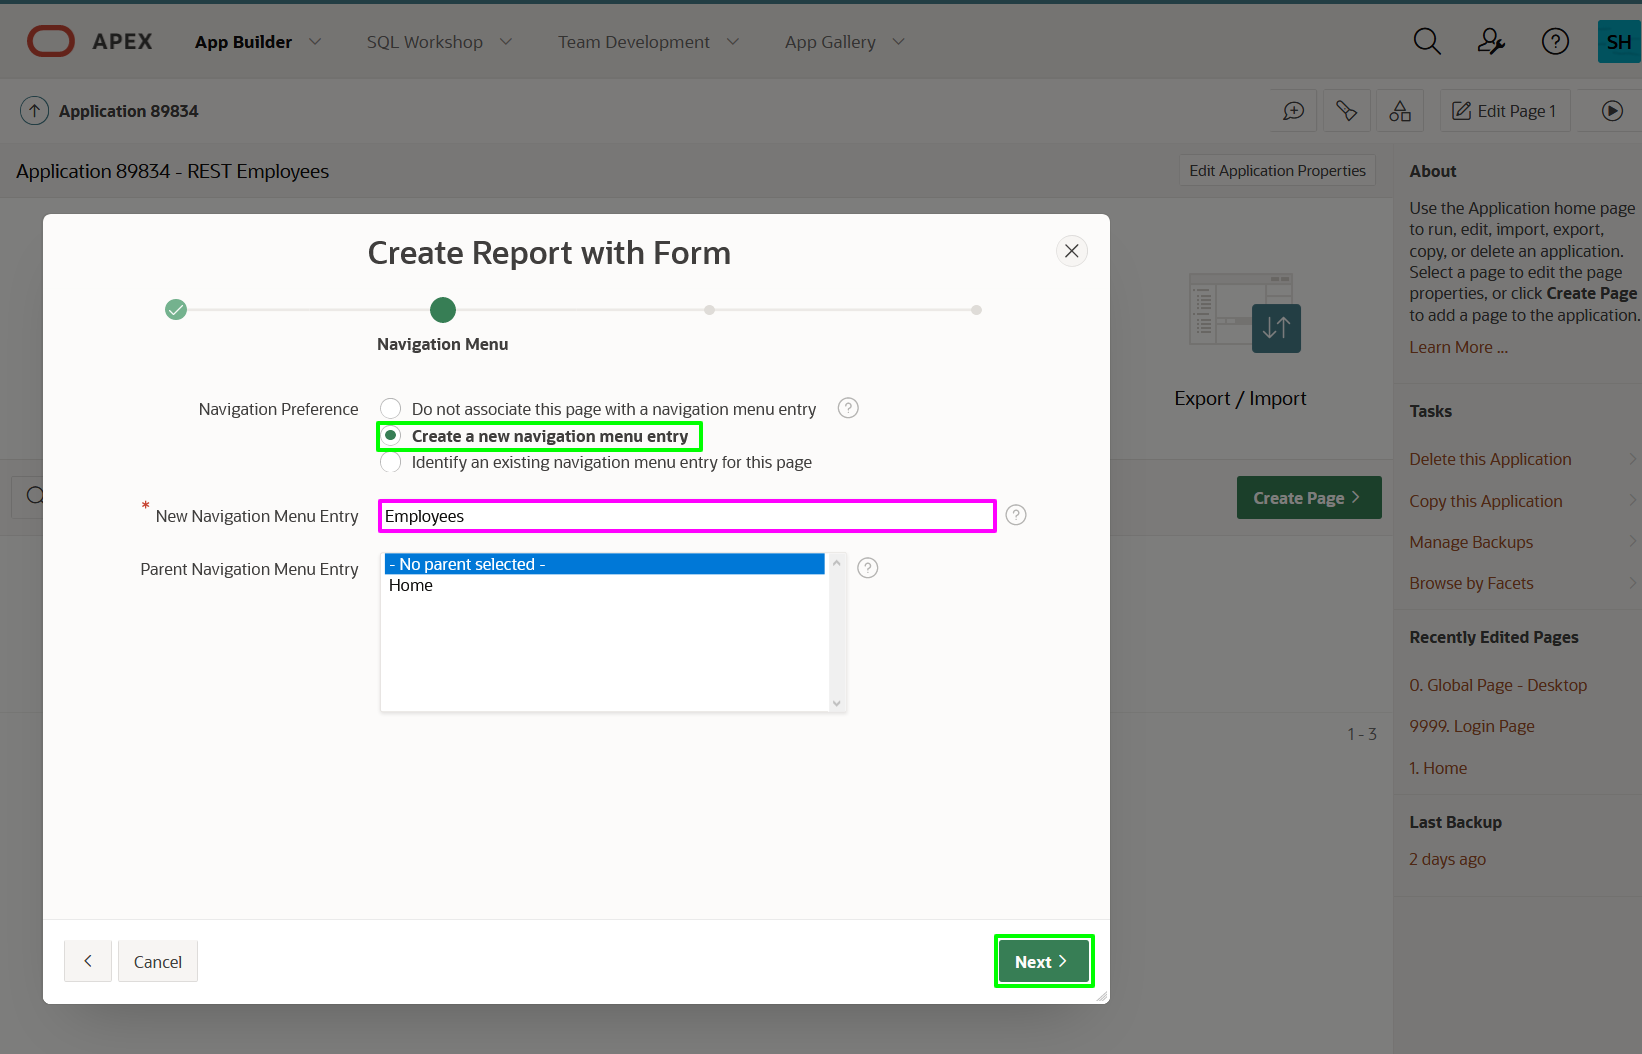 APEX
App Builder
SQL Workshop
Team Development
App Gallery
SH
Application 89834
Edit Page 1
Application 89834 - REST Employees
Edit Application Properties
About
Use the Application home page
to run, edit, import, export,
copy, or delete an application.
Select a page to edit the page
properties, or click Create Page
to add a page to the application.
Learn More ...
Create Report with Form
Navigation Menu
Navigation Preference
Do not associate this page with a navigation menu entry
Create a new navigation menu entry
Identify an existing navigation menu entry for this page
* New Navigation Menu Entry
Employees
Parent Navigation Menu Entry
- No parent selected -
Home
Cancel
Next
Export / Import
Create Page
1 - 3
Tasks
Delete this Application
Copy this Application
Manage Backups
Browse by Facets
Recently Edited Pages
0. Global Page - Desktop
9999. Login Page
1. Home
Last Backup
2 days ago